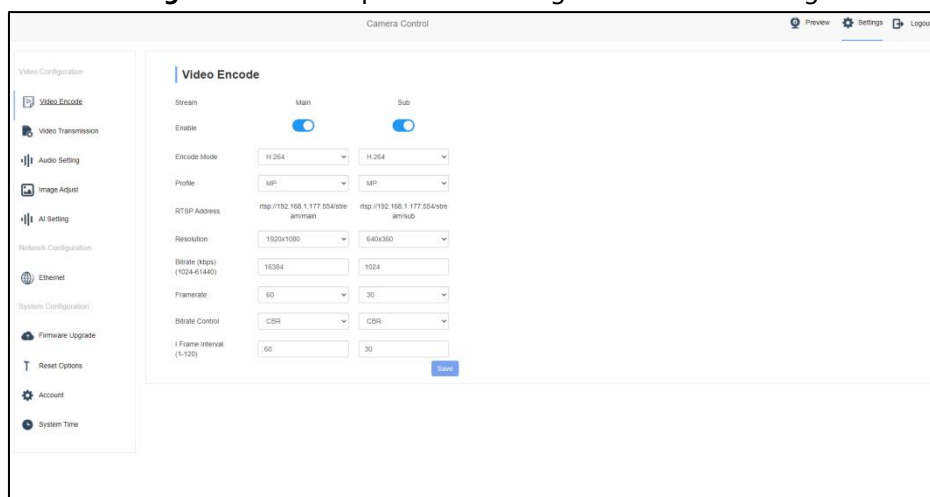 Camera Control Preview Settings Logout
Video Configuration
Video Encode
Video Transmission
Audio Setting
Image Adjust
AI Setting
Network Configuration
Ethernet
System Configuration
Firmware Upgrade
Reset Options
Account
System Time
Video Encode
Stream Main Sub
Enable
Encode Mode H.264 H.264
Profile MP MP
RTSP Address rtsp://192.168.1.177:554/stre rtsp://192.168.1.177:554/stre
am/main am/sub
Resolution 1920x1080 640x360
Bitrate (kbps)
(1024-61440) 16384 1024
Framerate 60 30
Bitrate Control CBR CBR
I Frame Interval
(1-120) 60 30
Save